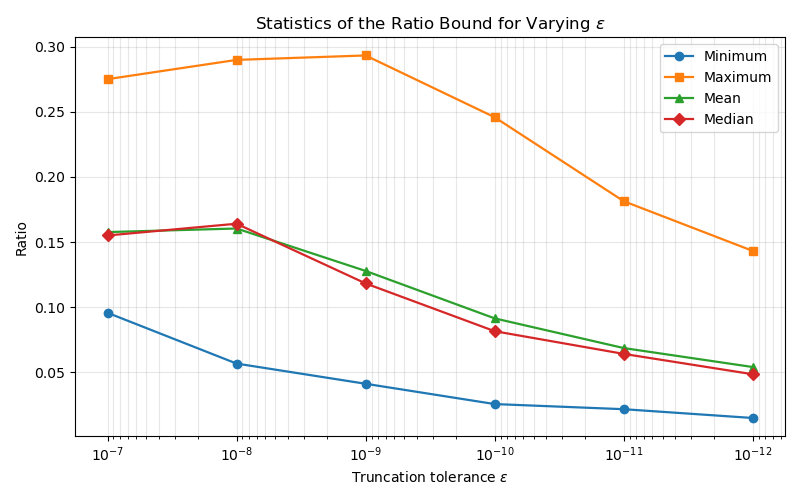 Statistics of the Ratio Bound for Varying ε
0.30
0.25
0.20
0.15
0.10
0.05
Ratio
Minimum
Maximum
Mean
Median
10⁻⁷ 10⁻⁸ 10⁻⁹ 10⁻¹⁰ 10⁻¹¹ 10⁻¹²
Truncation tolerance ε